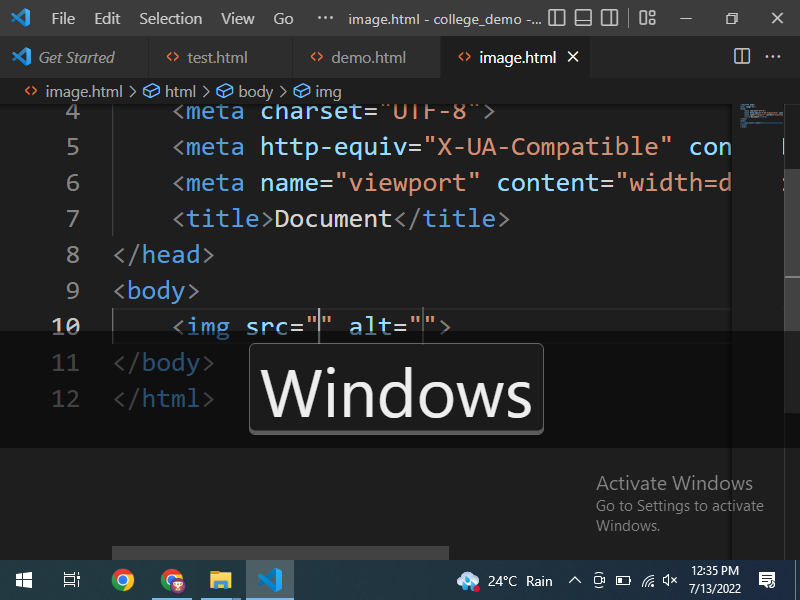 File Edit Selection View Go ··· image.html - college_demo -...
Get Started <> test.html <> demo.html <> image.html
<> image.html > html > body > img
4 <meta charset="UTF-8">
5 <meta http-equiv="X-UA-Compatible" con
6 <meta name="viewport" content="width=d
7 <title>Document</title>
8 </head>
9 <body>
10 <img src="" alt="">
11 </body>
12 </html>
Windows
Activate Windows
Go to Settings to activate
Windows.
24°C Rain
12:35 PM
7/13/2022